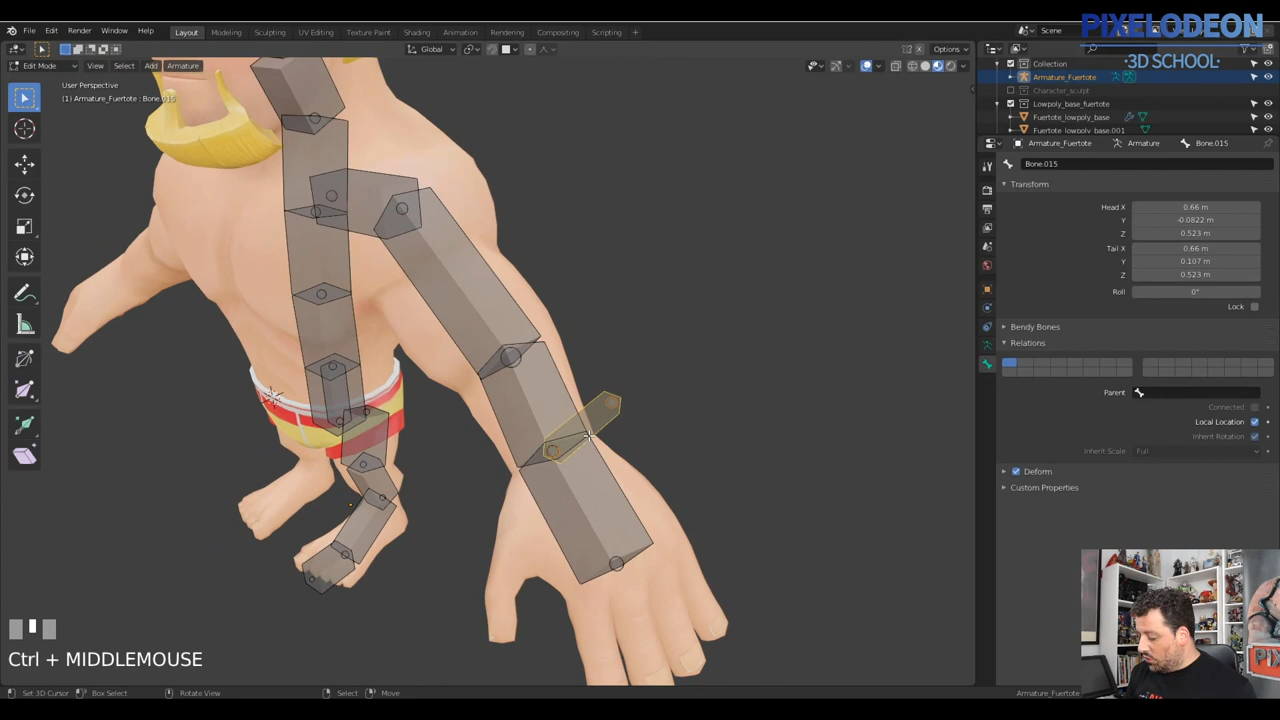 File Edit Render Window Help Layout Modeling Sculpting UV Editing Texture Paint Shading Animation Rendering Compositing Scripting + Scene
PIXELODEON
·3D SCHOOL·
Global Options
Edit Mode View Select Add Armature
User Perspective
(1) Armature_Fuertote : Bone.015
Collection
Armature_Fuertote
Character_sculpt
Lowpoly_base_fuertote
Fuertote_lowpoly_base
Fuertote_lowpoly_base.001
Armature_Fuertote Armature Bone.015
Bone.015
Transform
Head X 0.66 m
Y -0.0822 m
Z 0.523 m
Tail X 0.66 m
Y 0.107 m
Z 0.523 m
Roll 0°
Lock
Bendy Bones
Relations
Parent
Connected
Local Location
Inherit Rotation
Inherit Scale Full
Deform
Custom Properties
Ctrl + MIDDLEMOUSE
Set 3D Cursor Box Select Rotate View Select Move Armature_Fuertote